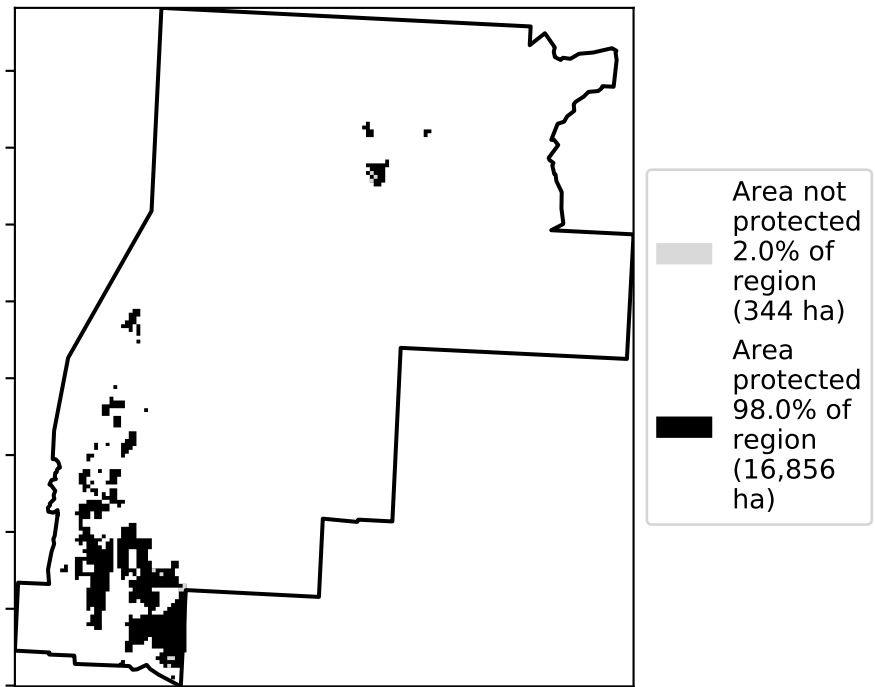 Area not
protected
2.0% of
region
(344 ha)
Area
protected
98.0% of
region
(16,856
ha)